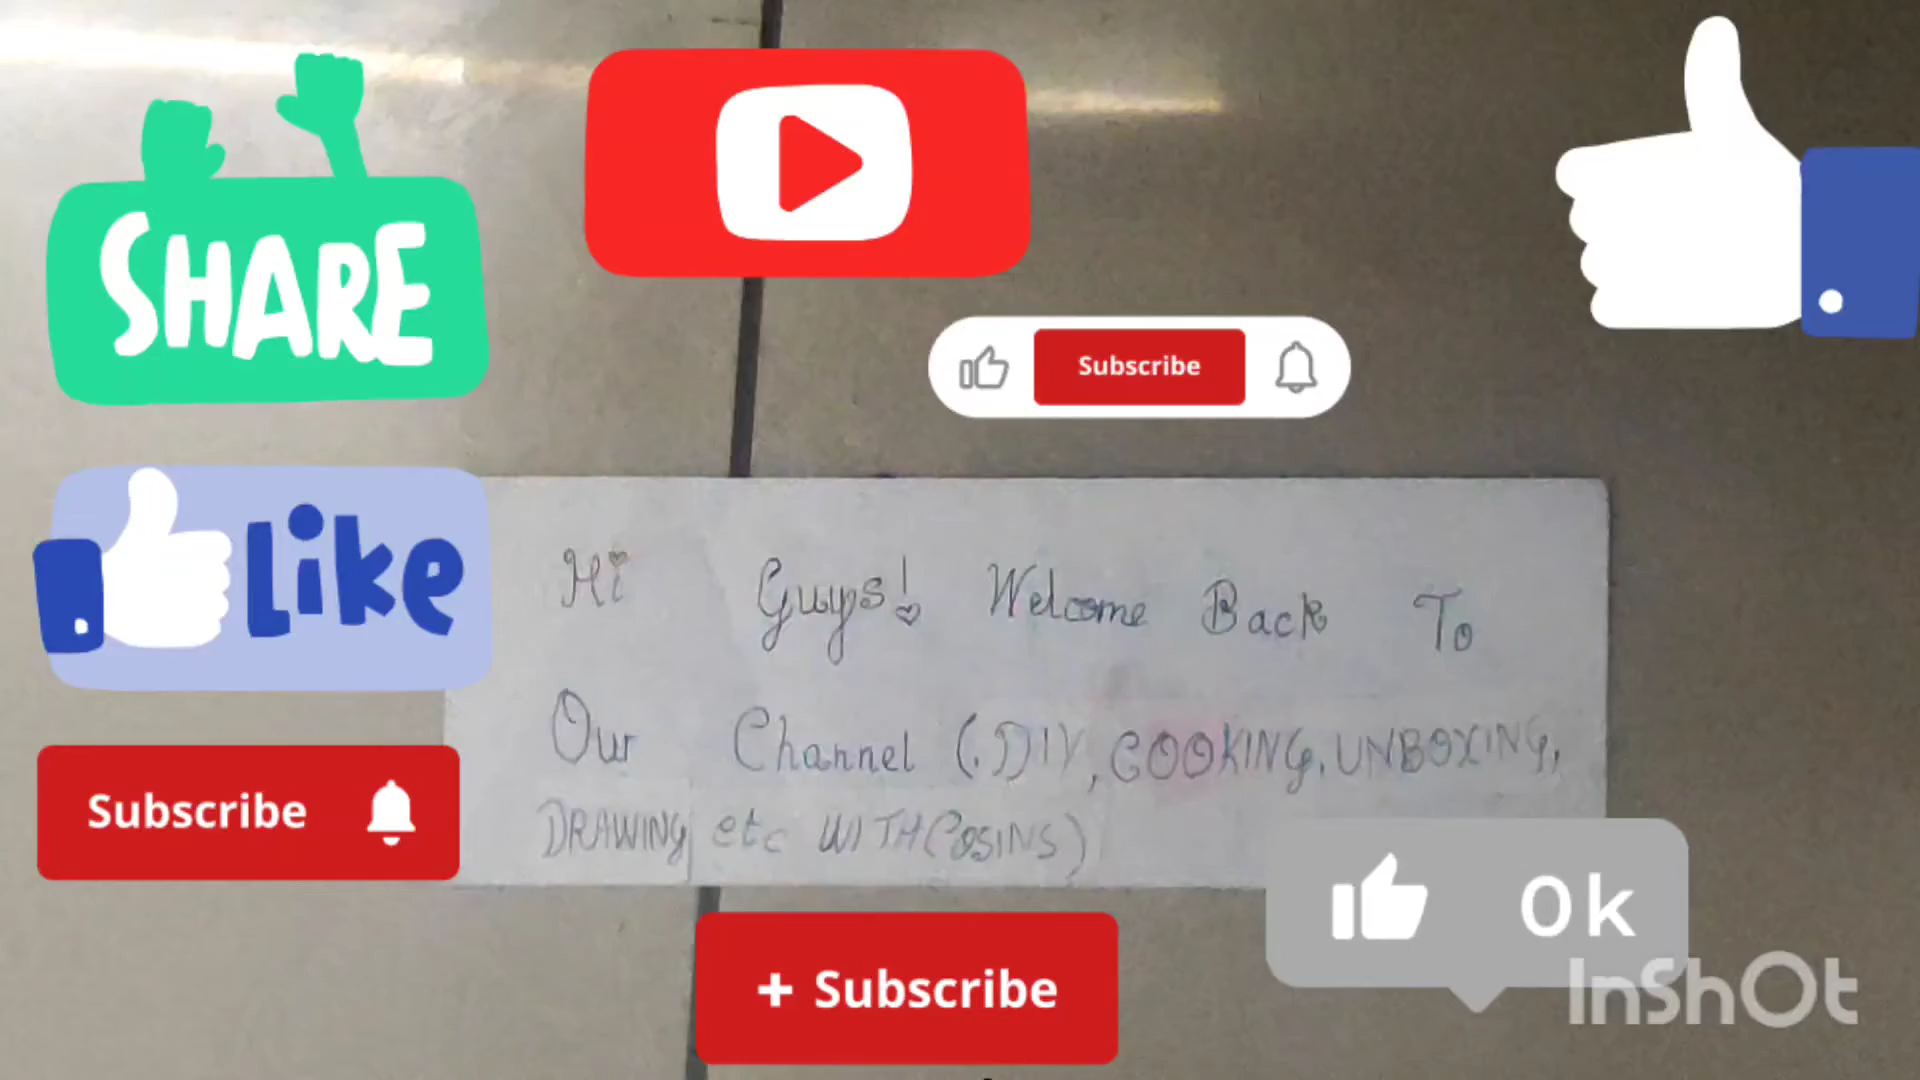 SHARE
Subscribe
Like
Hi Guys! Welcome Back To
Our Channel (.DIY, COOKING, UNBOXING,
DRAWING etc WITH COSINS)
Subscribe
0k
+ Subscribe
InShOt